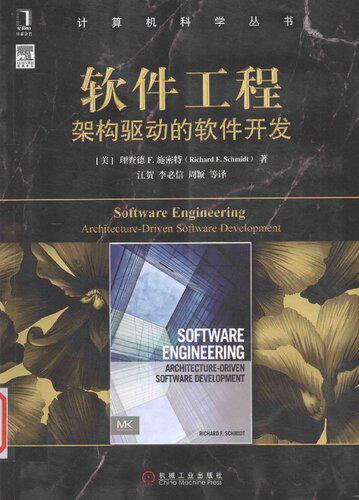 计算机科学丛书
软件工程
架构驱动的软件开发
[美] 理查德 F. 施密特（Richard F. Schmidt）著
江贺 李必信 周颖 等译
Software Engineering
Architecture-Driven Software Development
SOFTWARE
ENGINEERING
ARCHITECTURE-DRIVEN
SOFTWARE DEVELOPMENT
MK
RICHARD F. SCHMIDT
机械工业出版社
China Machine Press